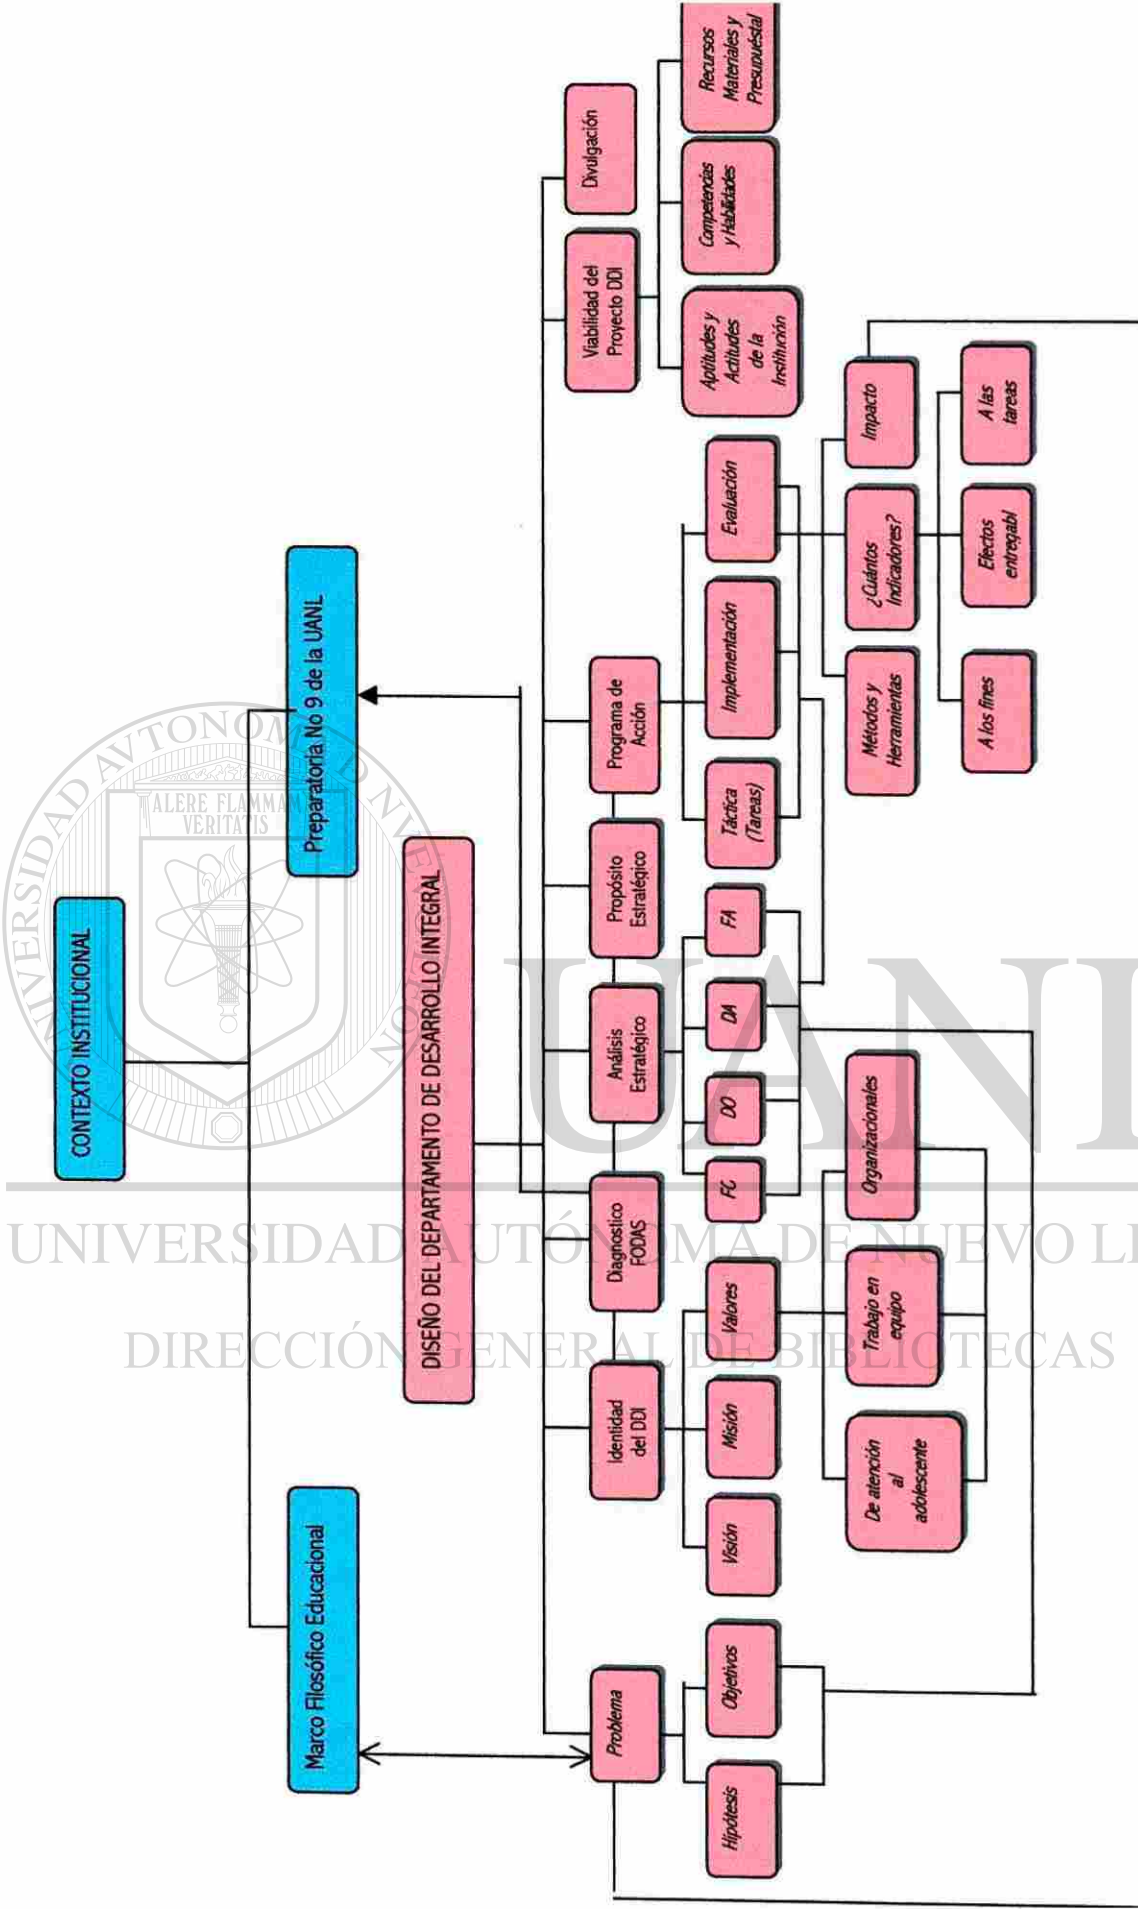 CONTEXTO INSTITUCIONAL
Marco Filosófico Educacional
Preparatoria No 9 de la UANL
DISEÑO DEL DEPARTAMENTO DE DESARROLLO INTEGRAL
Problema
Identidad
del DDI
Diagnostico
FODAS
Análisis
Estratégico
Propósito
Estratégico
Programa de
Acción
Viabilidad del
Proyecto DDI
Divulgación
Hipótesis
Objetivos
Visión
Misión
Valores
FC
DO
DA
FA
Táctica
(Tareas)
Implementación
Evaluación
Aptitudes y
Actitudes
de la
Institución
Competencias
y Habilidades
Recursos
Materiales y
Presupuéstal
De atención
al
adolescente
Trabajo en
equipo
Organizacionales
Métodos y
Herramientas
¿Cuántos
Indicadores?
Impacto
A los fines
Efectos
entregabl
A las
tareas
UNIVERSIDAD AUTÓNOMA DE NUEVO LE
DIRECCIÓN GENERAL DE BIBLIOTECAS
UANL
ALERE FLAMMAM
VERITATIS